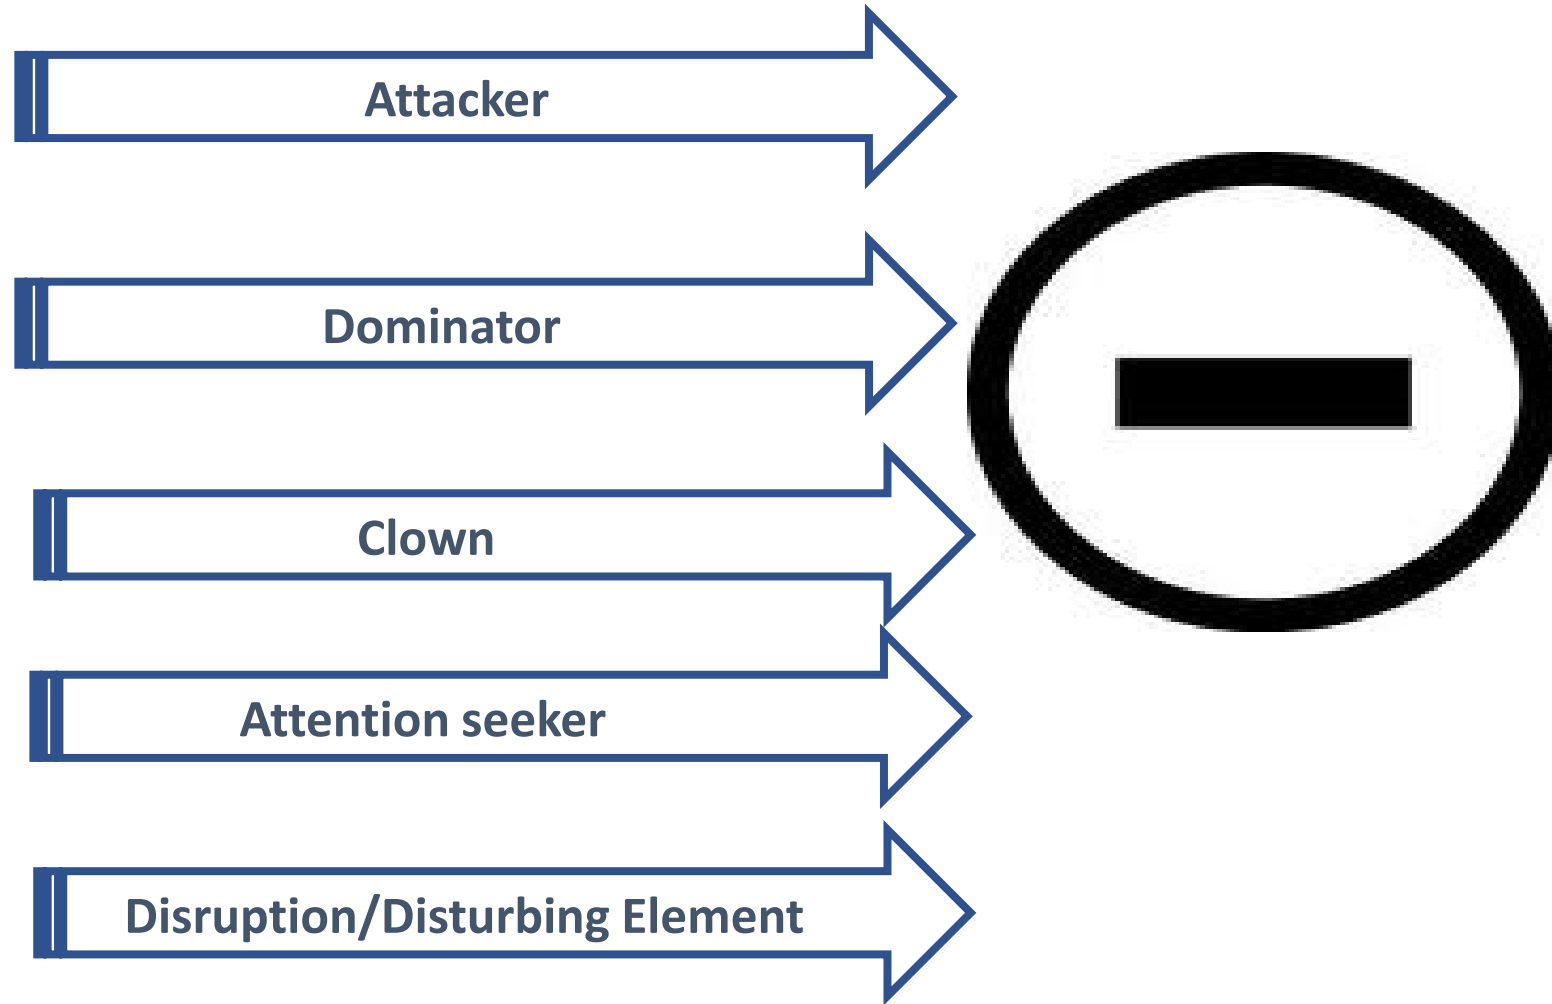 Attacker
Dominator
Clown
Attention seeker
Disruption/Disturbing Element